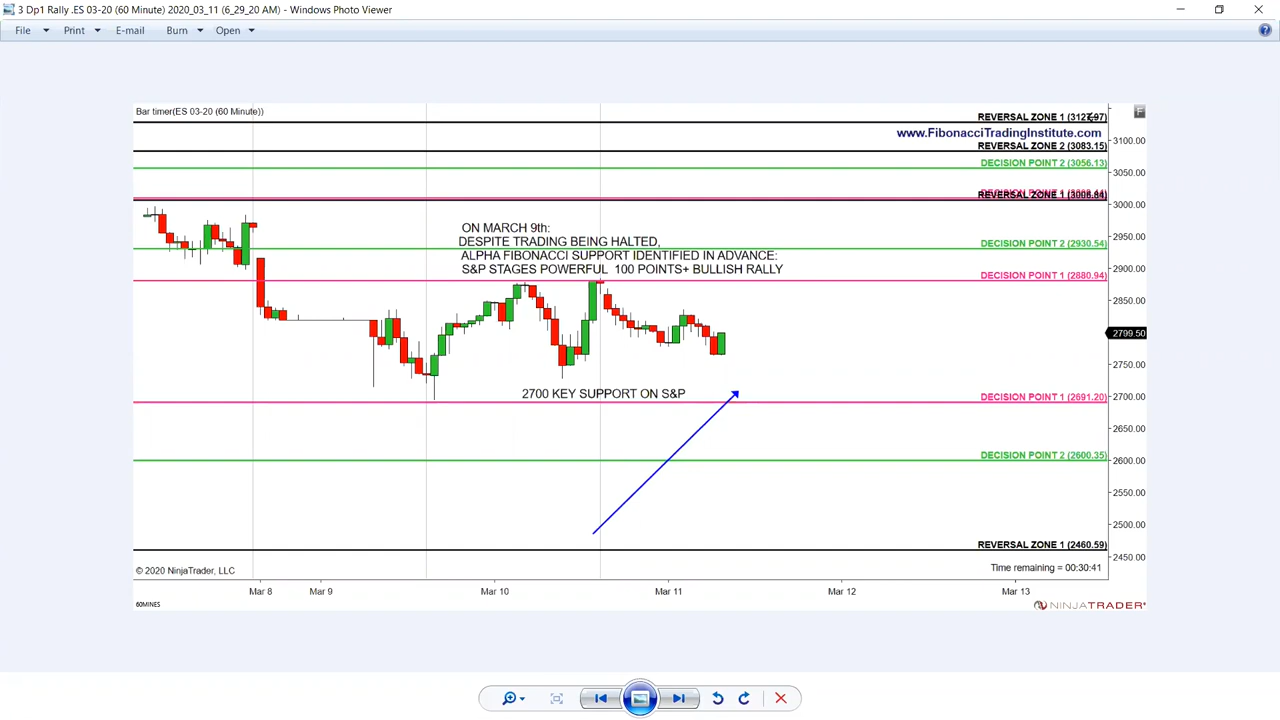 3 Dp1 Rally .ES 03-20 (60 Minute) 2020_03_11 (6_29_20 AM) - Windows Photo Viewer
File Print E-mail Burn Open
Bar timer(ES 03-20 (60 Minute))
F
REVERSAL ZONE 1
www.FibonacciTradingInstitute.com
3100.00
REVERSAL ZONE 2 (3083.15)
DECISION POINT 2 (3056.13)
3050.00
REVERSAL ZONE 1 (3006.84)
3000.00
ON MARCH 9th:
DESPITE TRADING BEING HALTED,
ALPHA FIBONACCI SUPPORT IDENTIFIED IN ADVANCE:
S&P STAGES POWERFUL 100 POINTS+ BULLISH RALLY
2950.00
DECISION POINT 2 (2930.54)
2900.00
DECISION POINT 1 (2880.94)
2850.00
2799.50
2750.00
2700 KEY SUPPORT ON S&P
DECISION POINT 1 (2691.20)
2700.00
2650.00
DECISION POINT 2 (2600.35)
2600.00
2550.00
2500.00
REVERSAL ZONE 1 (2460.59)
2450.00
© 2020 NinjaTrader, LLC
Time remaining = 00:30:41
Mar 8 Mar 9 Mar 10 Mar 11 Mar 12 Mar 13
60MINES
NINJATRADER